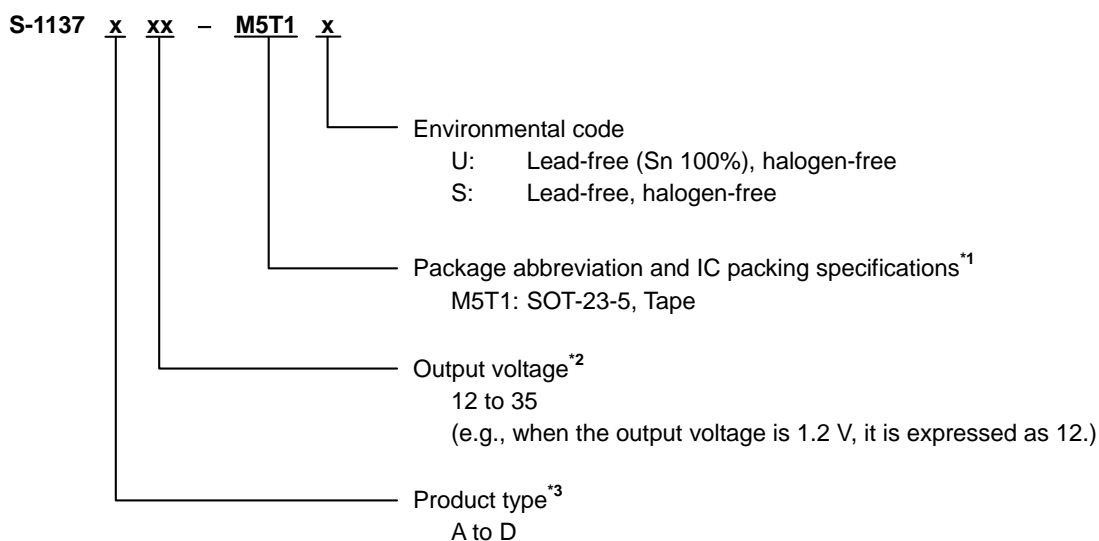 S-1137 x xx – M5T1 x
Environmental code
U: Lead-free (Sn 100%), halogen-free
S: Lead-free, halogen-free
Package abbreviation and IC packing specifications*1
M5T1: SOT-23-5, Tape
Output voltage*2
12 to 35
(e.g., when the output voltage is 1.2 V, it is expressed as 12.)
Product type*3
A to D